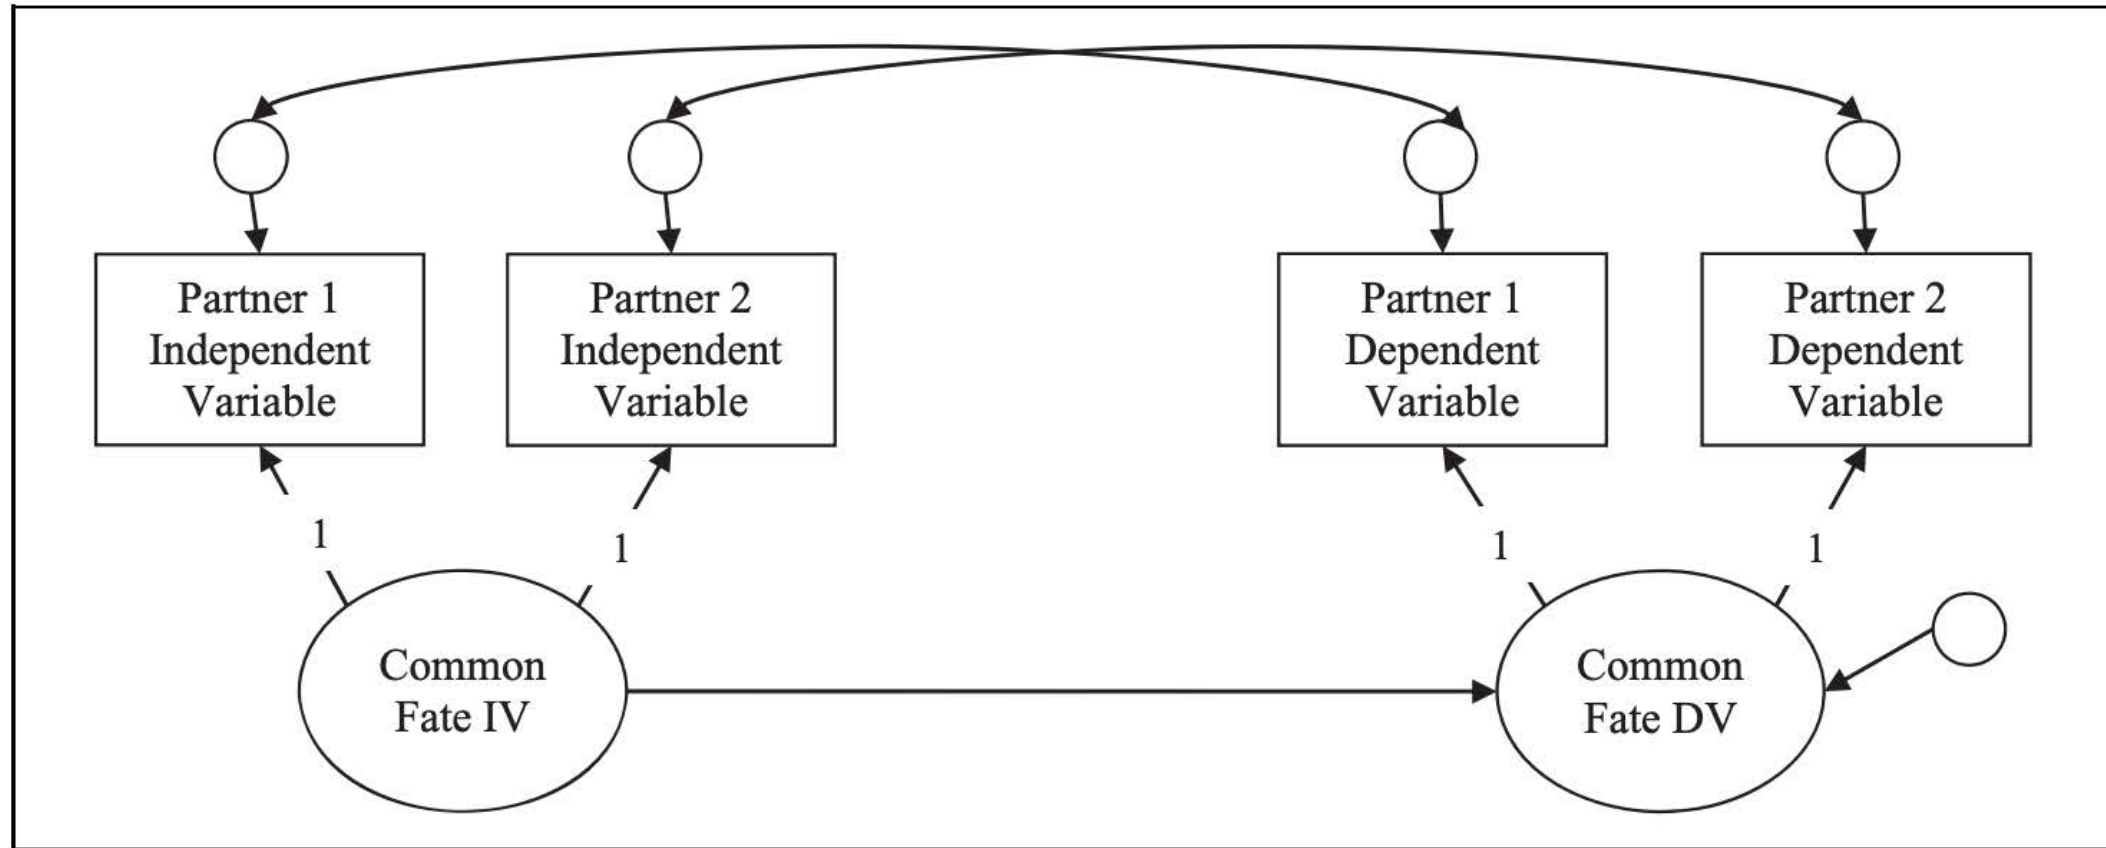 Partner 1
Independent
Variable
Partner 2
Independent
Variable
Partner 1
Dependent
Variable
Partner 2
Dependent
Variable
1
1
1
1
Common
Fate IV
Common
Fate DV